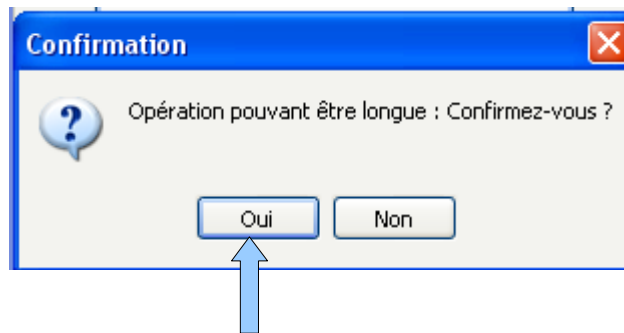 Confirmation
Opération pouvant être longue : Confirmez-vous ?
Oui
Non